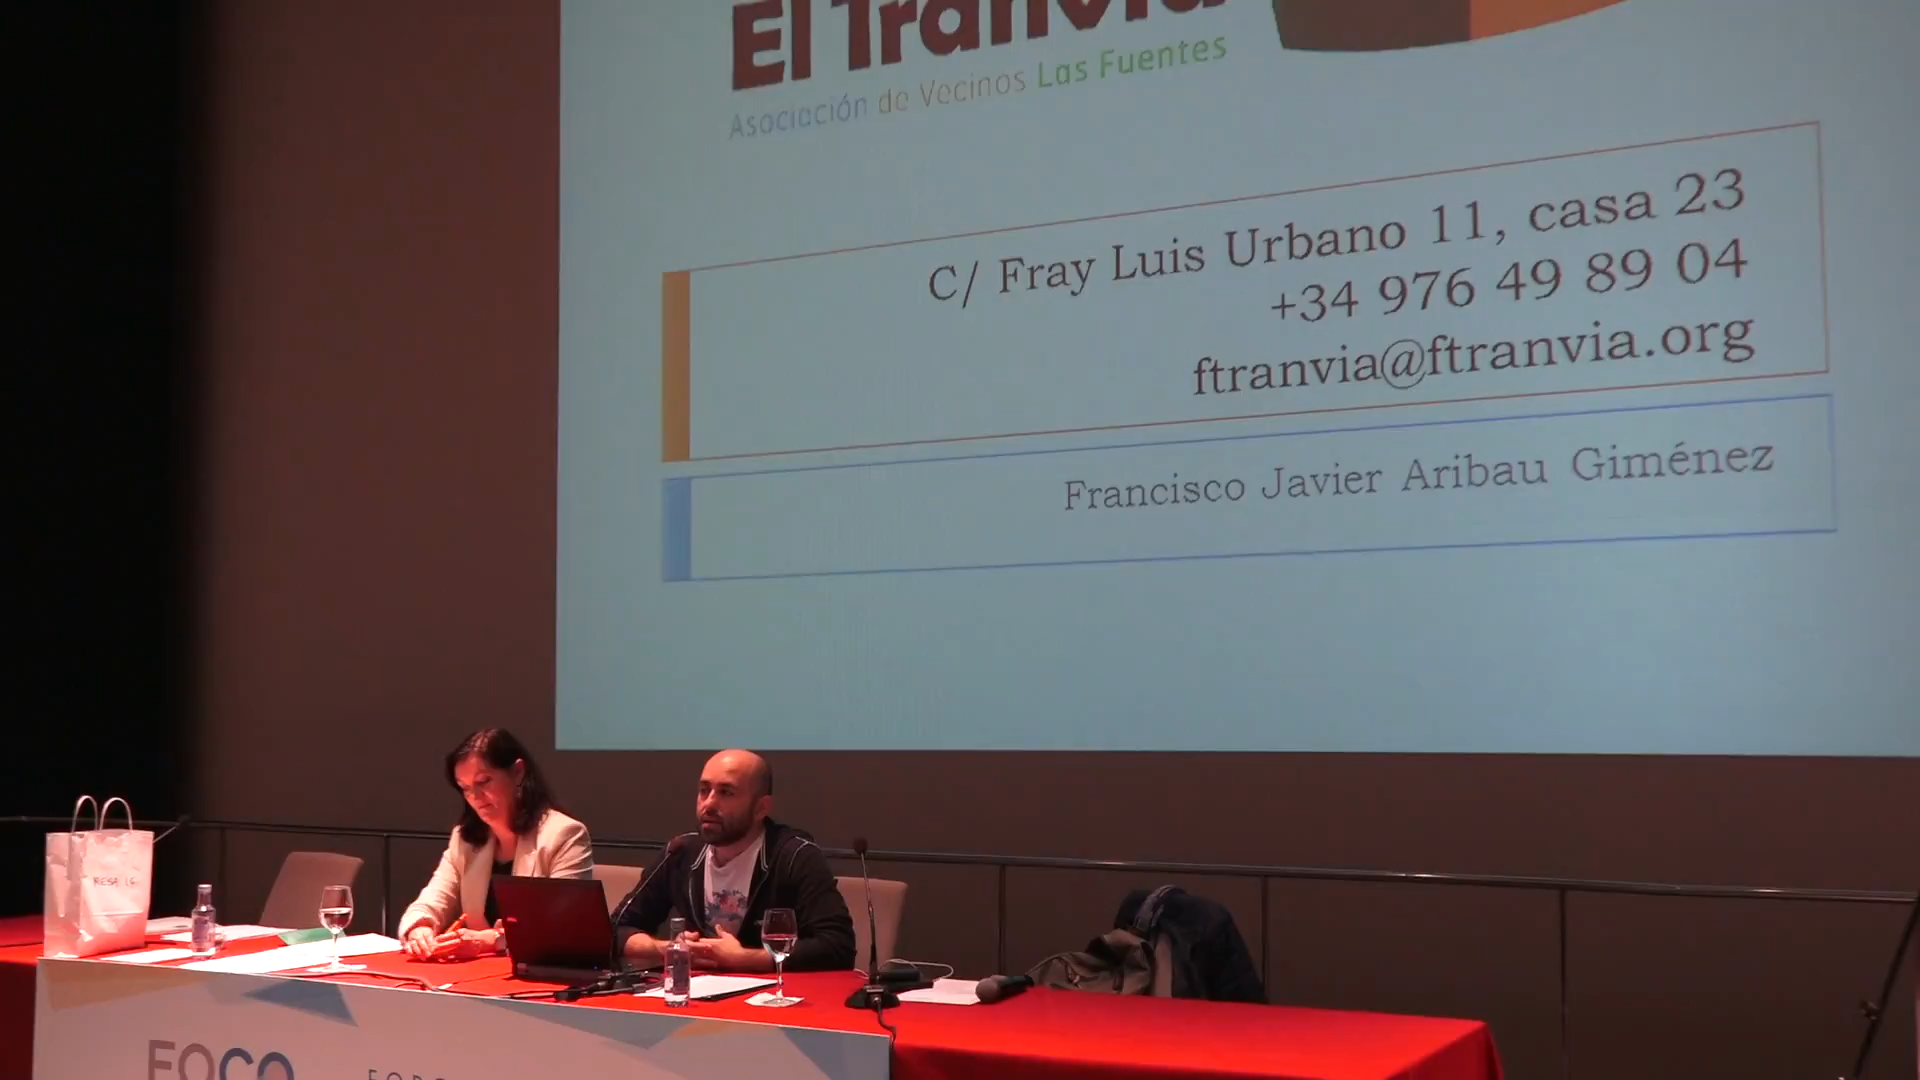 El Tranvía
Asociación de Vecinos Las Fuentes
C/ Fray Luis Urbano 11, casa 23
+34 976 49 89 04
ftranvia@ftranvia.org
Francisco Javier Aribau Giménez
FOCO